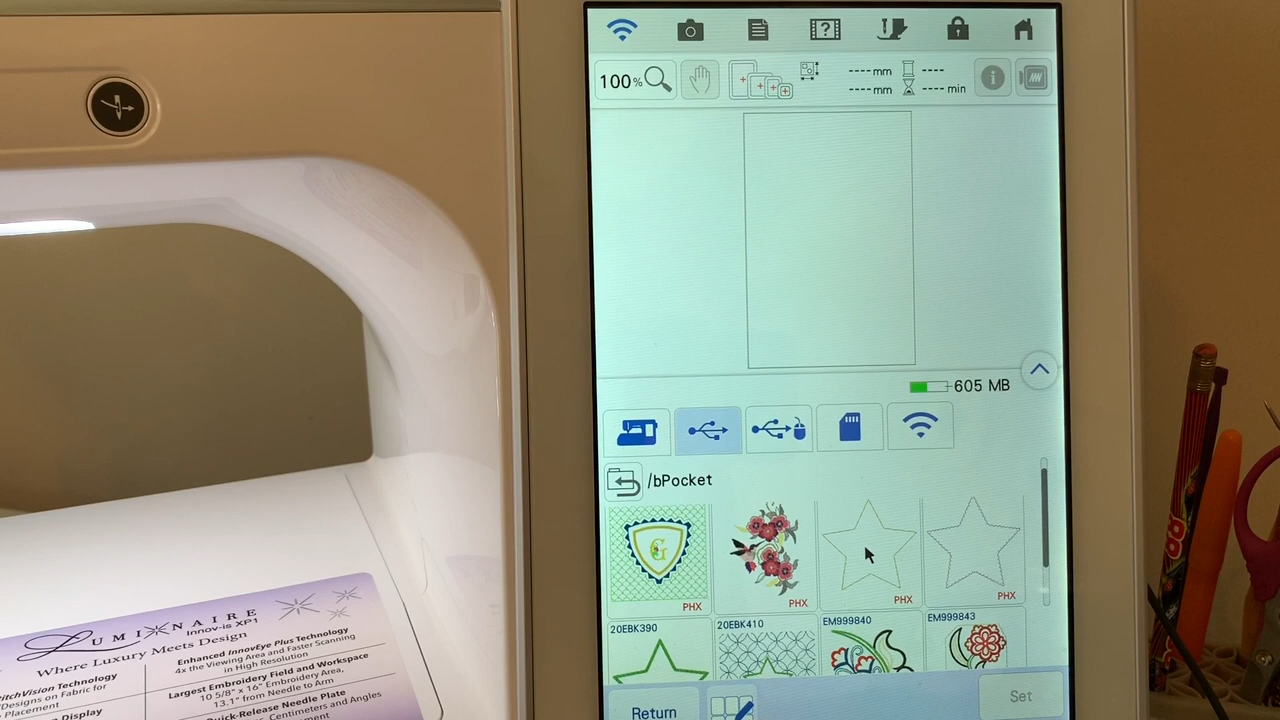 100%
----mm
----
----mm
---- min
i
605 MB
/bPocket
G
PHX
PHX
PHX
PHX
20EBK390
20EBK410
EM999840
EM999843
Return
Set
LUMINAIRE
Innov-is XP1
Where Luxury Meets Design
Enhanced InnovEye Plus Technology
4x the Viewing Area and Faster Scanning
in High Resolution
Largest Embroidery Field and Workspace
10 5/8" x 16" Embroidery Area,
13.1" from Needle to Arm
Quick-Release Needle Plate
Centimeters and Angles
Technology
Designs on Fabric for
Placement
Display